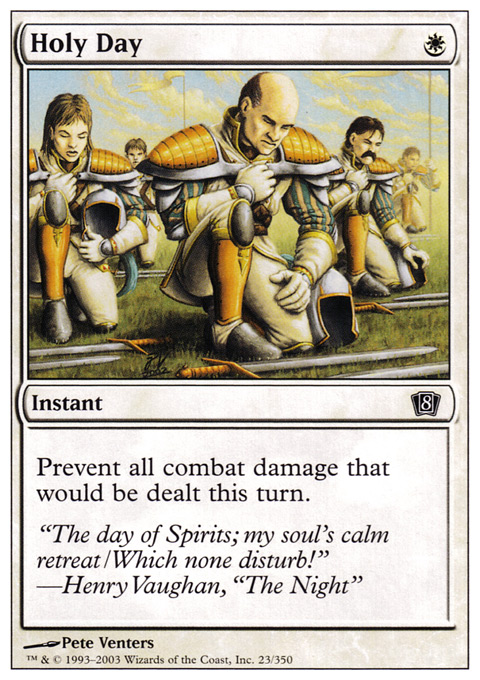 Holy Day
Instant
8
Prevent all combat damage that
would be dealt this turn.
“The day of Spirits; my soul’s calm
retreat/Which none disturb!”
—Henry Vaughan, “The Night”
Pete Venters
™ & © 1993–2003 Wizards of the Coast, Inc. 23/350